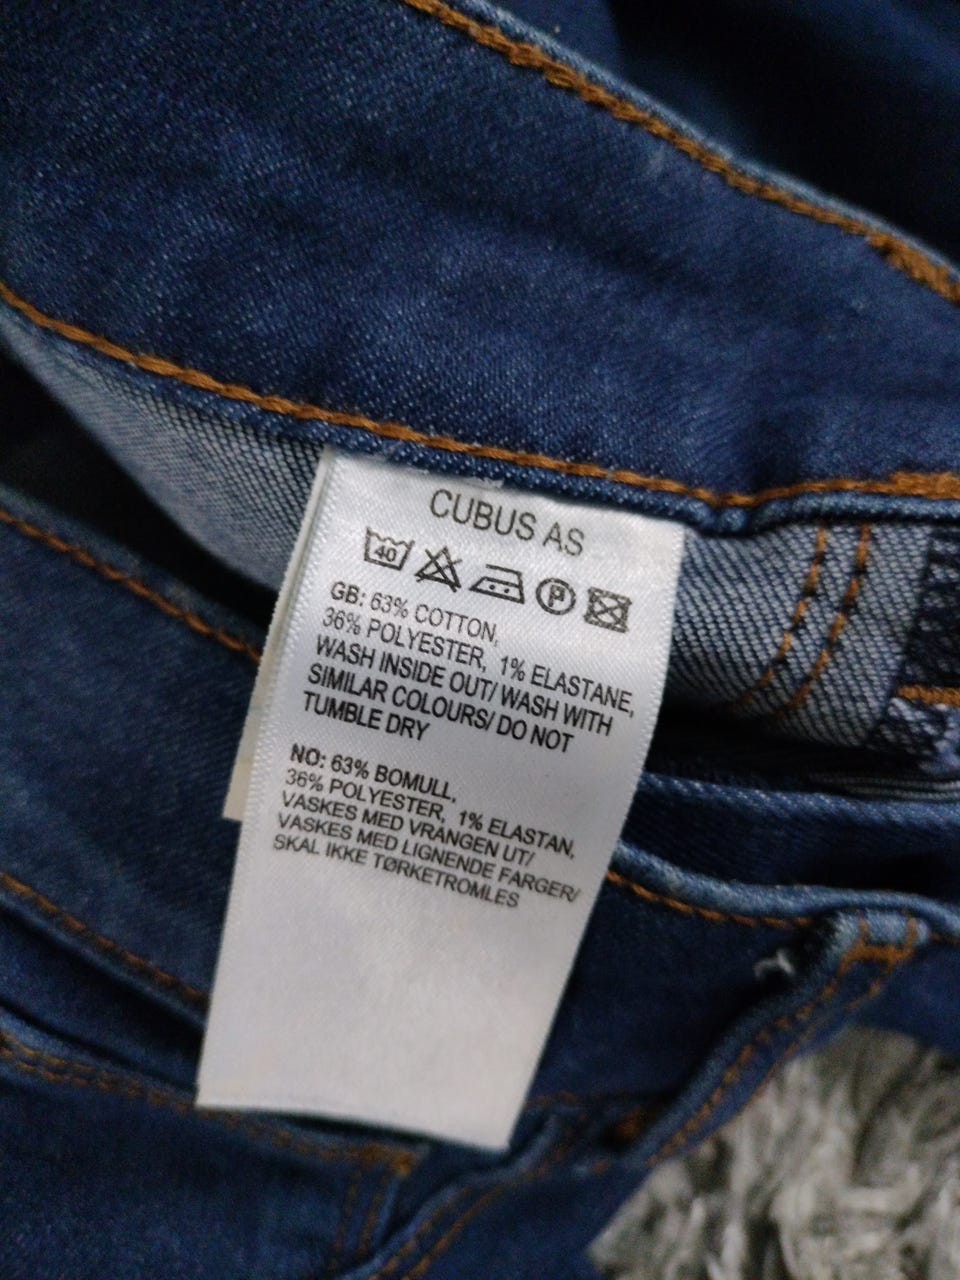 CUBUS AS
40 P
GB: 63% COTTON,
36% POLYESTER, 1% ELASTANE,
WASH INSIDE OUT/ WASH WITH
SIMILAR COLOURS/ DO NOT
TUMBLE DRY
NO: 63% BOMULL,
36% POLYESTER, 1% ELASTAN,
VASKES MED VRANGEN UT/
VASKES MED LIGNENDE FARGER/
SKAL IKKE TØRKETROMLES